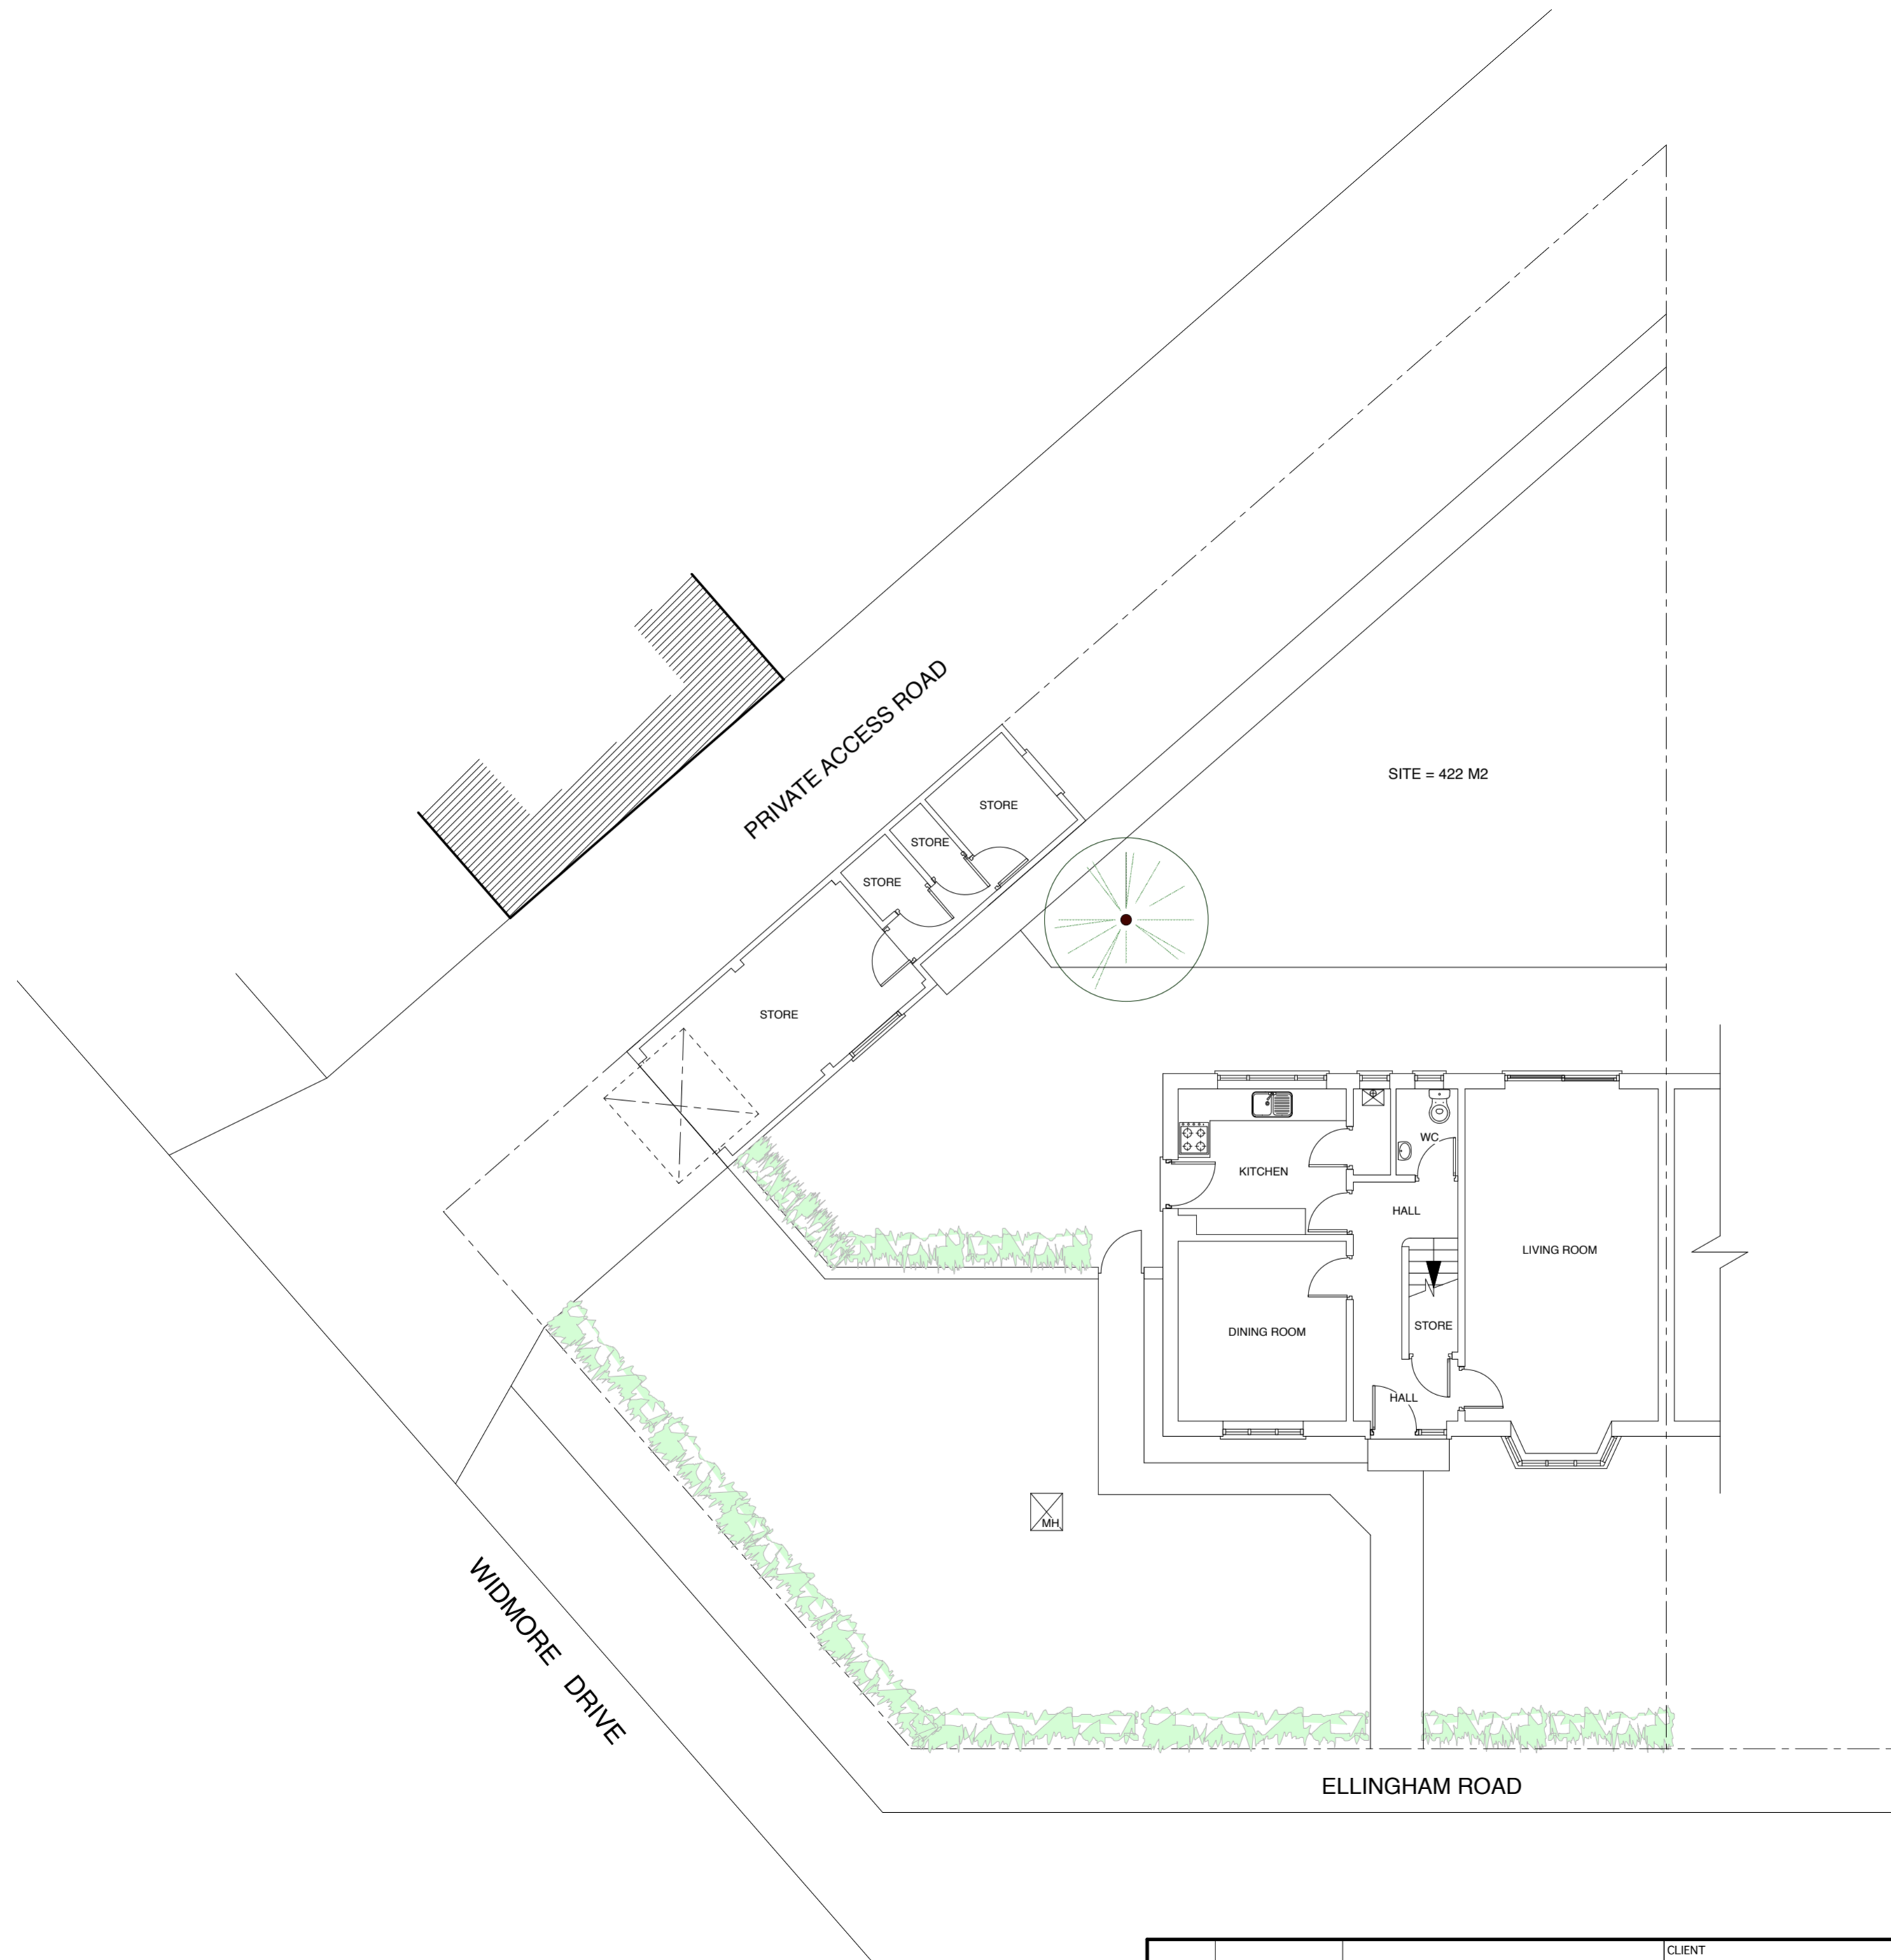 PRIVATE ACCESS ROAD
SITE = 422 M2
STORE
STORE
STORE
STORE
WC
KITCHEN
HALL
LIVING ROOM
STORE
DINING ROOM
HALL
MH
WIDMORE DRIVE
ELLINGHAM ROAD
CLIENT